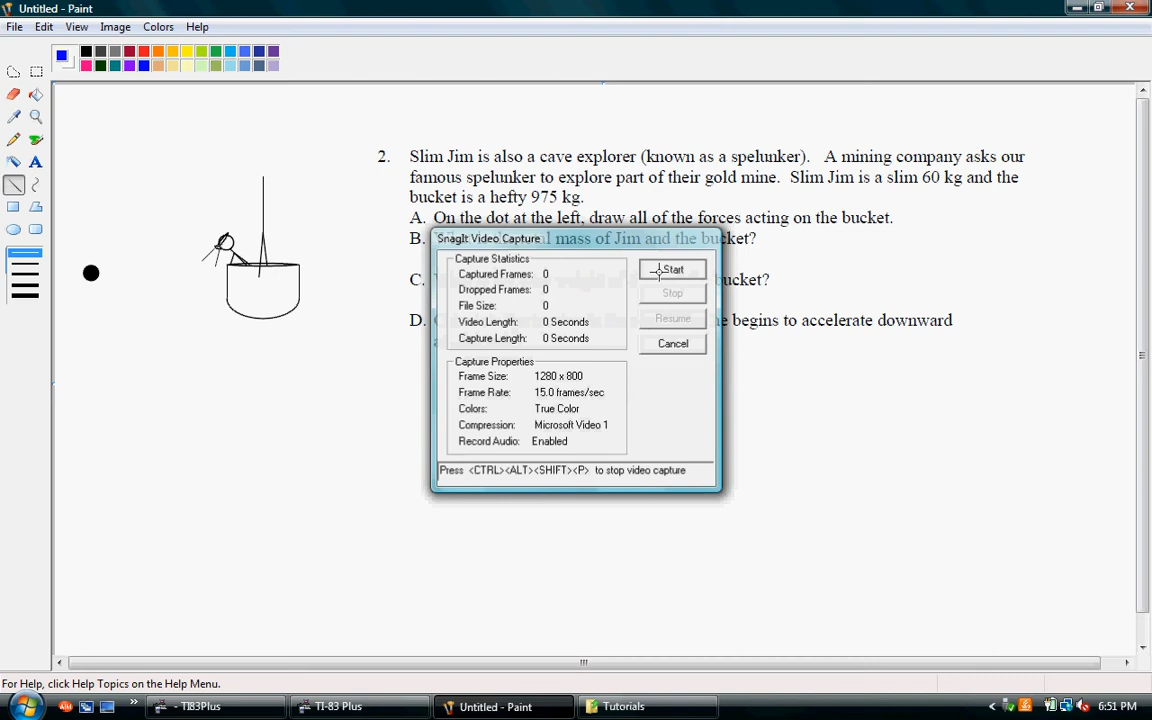 Untitled - Paint
File Edit View Image Colors Help
2. Slim Jim is also a cave explorer (known as a spelunker). A mining company asks our
famous spelunker to explore part of their gold mine. Slim Jim is a slim 60 kg and the
bucket is a hefty 975 kg.
A. On the dot at the left, draw all of the forces acting on the bucket.
B. mass of Jim and the bucket?
C. bucket?
D. begins to accelerate downward
SnagIt Video Capture
Capture Statistics
Captured Frames: 0
Dropped Frames: 0
File Size: 0
Video Length: 0 Seconds
Capture Length: 0 Seconds
Start
Stop
Resume
Cancel
Capture Properties
Frame Size: 1280 x 800
Frame Rate: 15.0 frames/sec
Colors: True Color
Compression: Microsoft Video 1
Record Audio: Enabled
Press <CTRL><ALT><SHIFT><P> to stop video capture
For Help, click Help Topics on the Help Menu.
- TI83Plus
TI-83 Plus
Untitled - Paint
Tutorials
6:51 PM